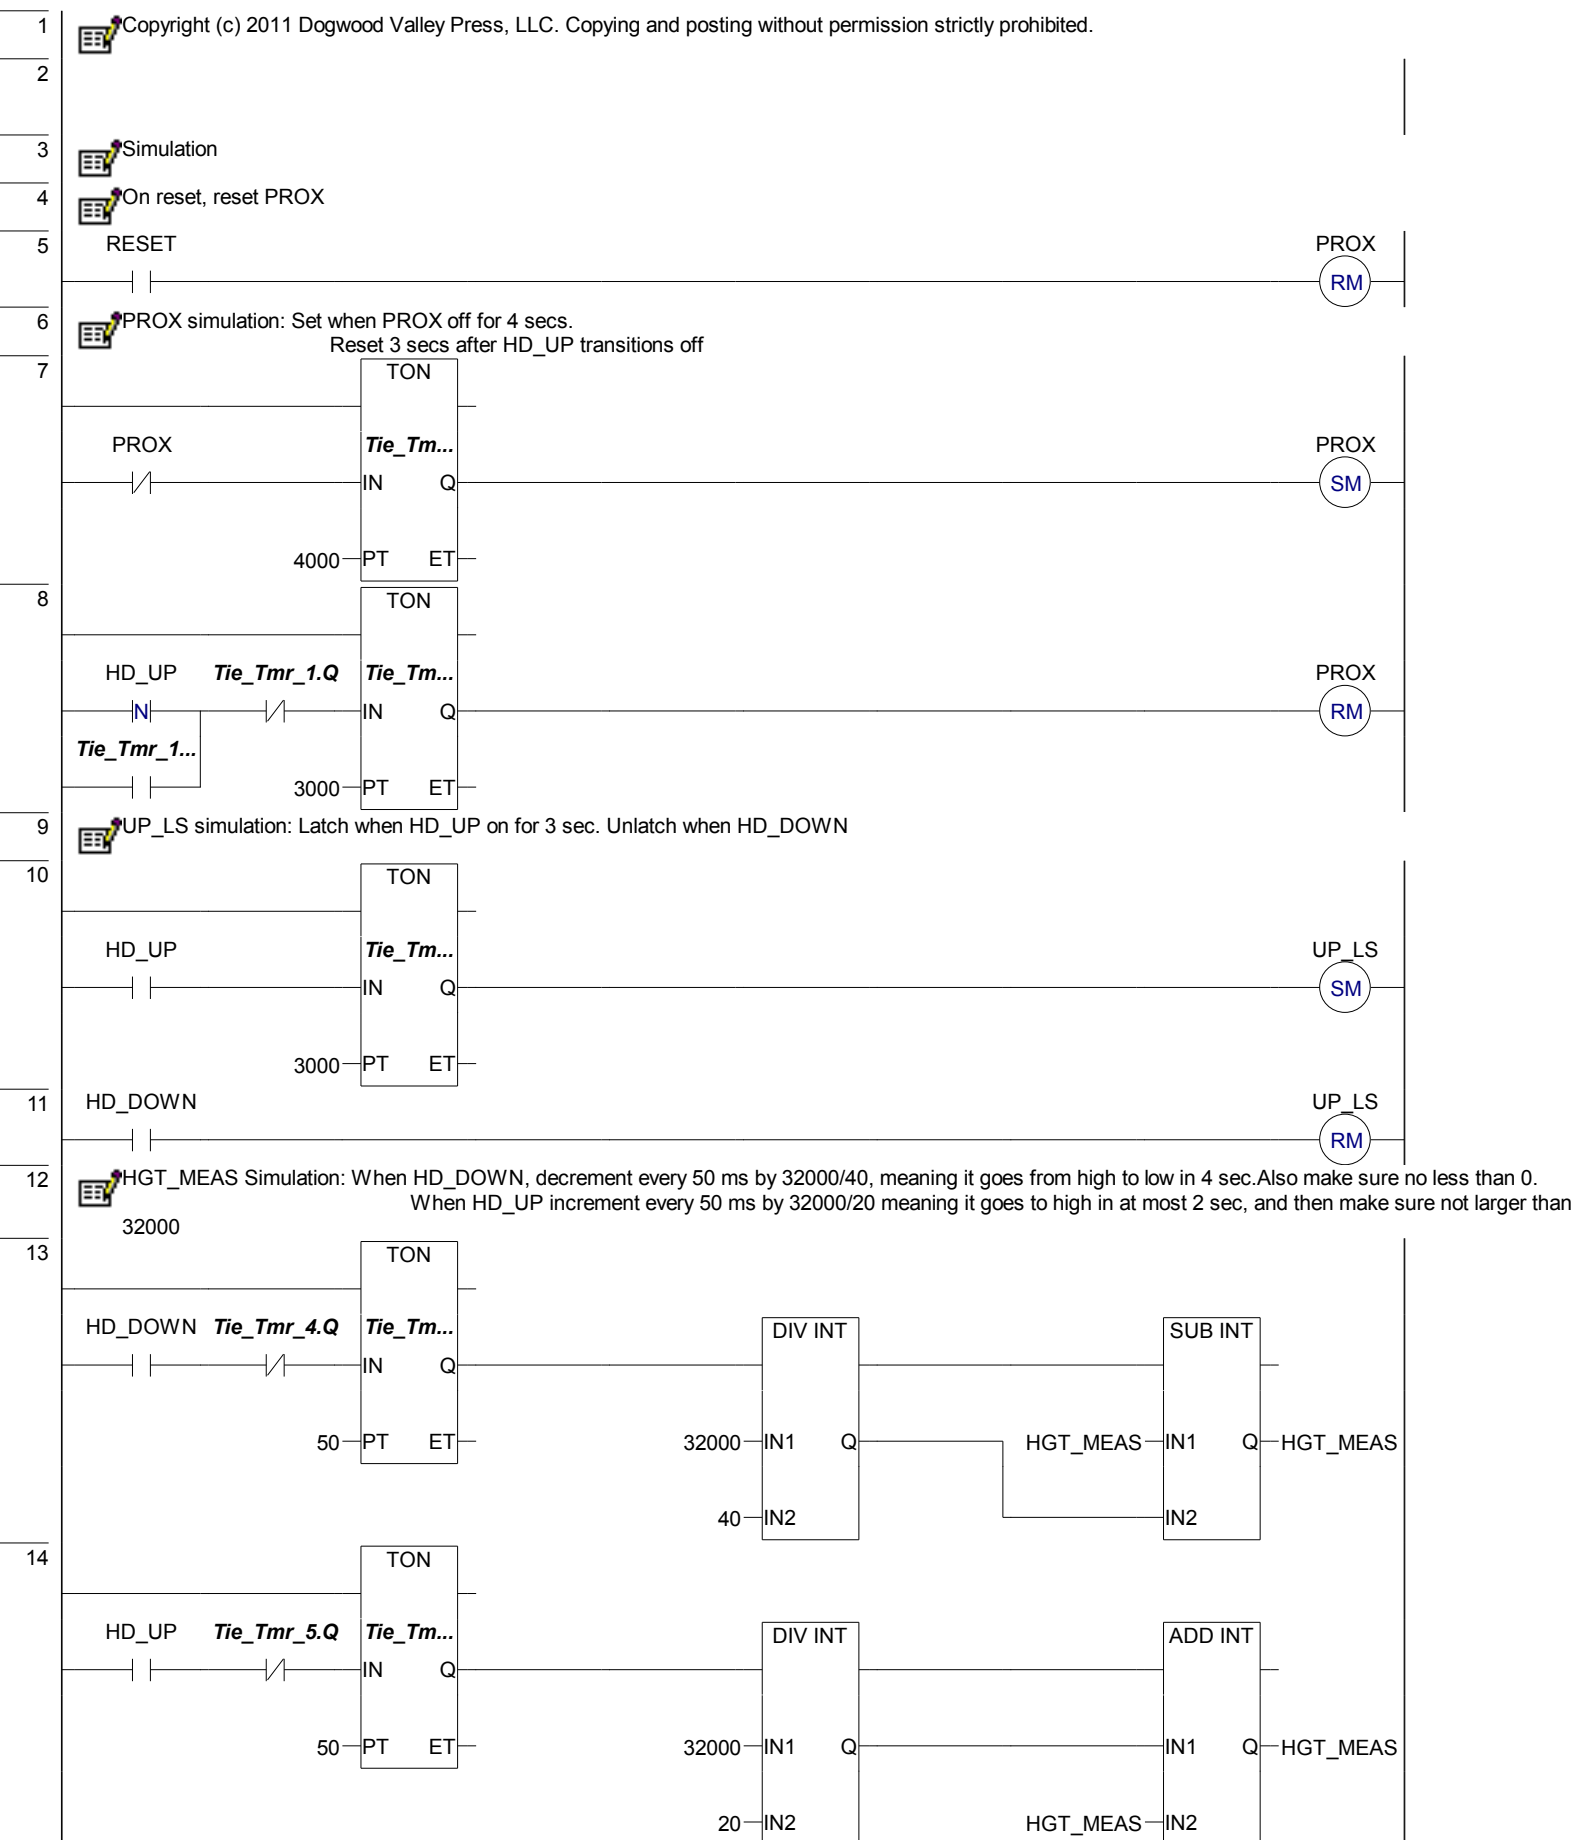 1 Copyright (c) 2011 Dogwood Valley Press, LLC. Copying and posting without permission strictly prohibited.
2
3 Simulation
4 On reset, reset PROX
5 RESET PROX
RM
6 PROX simulation: Set when PROX off for 4 secs.
Reset 3 secs after HD_UP transitions off
7 TON
PROX Tie_Tm... PROX
IN Q SM
4000 PT ET
8 TON
HD_UP Tie_Tmr_1.Q Tie_Tm... PROX
N IN Q RM
Tie_Tmr_1...
3000 PT ET
9 UP_LS simulation: Latch when HD_UP on for 3 sec. Unlatch when HD_DOWN
10 TON
HD_UP Tie_Tm... UP_LS
IN Q SM
3000 PT ET
11 HD_DOWN UP_LS
RM
12 HGT_MEAS Simulation: When HD_DOWN, decrement every 50 ms by 32000/40, meaning it goes from high to low in 4 sec.Also make sure no less than 0.
When HD_UP increment every 50 ms by 32000/20 meaning it goes to high in at most 2 sec, and then make sure not larger than
32000
13 TON
HD_DOWN Tie_Tmr_4.Q Tie_Tm... DIV INT SUB INT
IN Q
50 PT ET 32000 IN1 Q HGT_MEAS IN1 Q HGT_MEAS
40 IN2 IN2
14 TON
HD_UP Tie_Tmr_5.Q Tie_Tm... DIV INT ADD INT
IN Q
50 PT ET 32000 IN1 Q IN1 Q HGT_MEAS
20 IN2 HGT_MEAS IN2